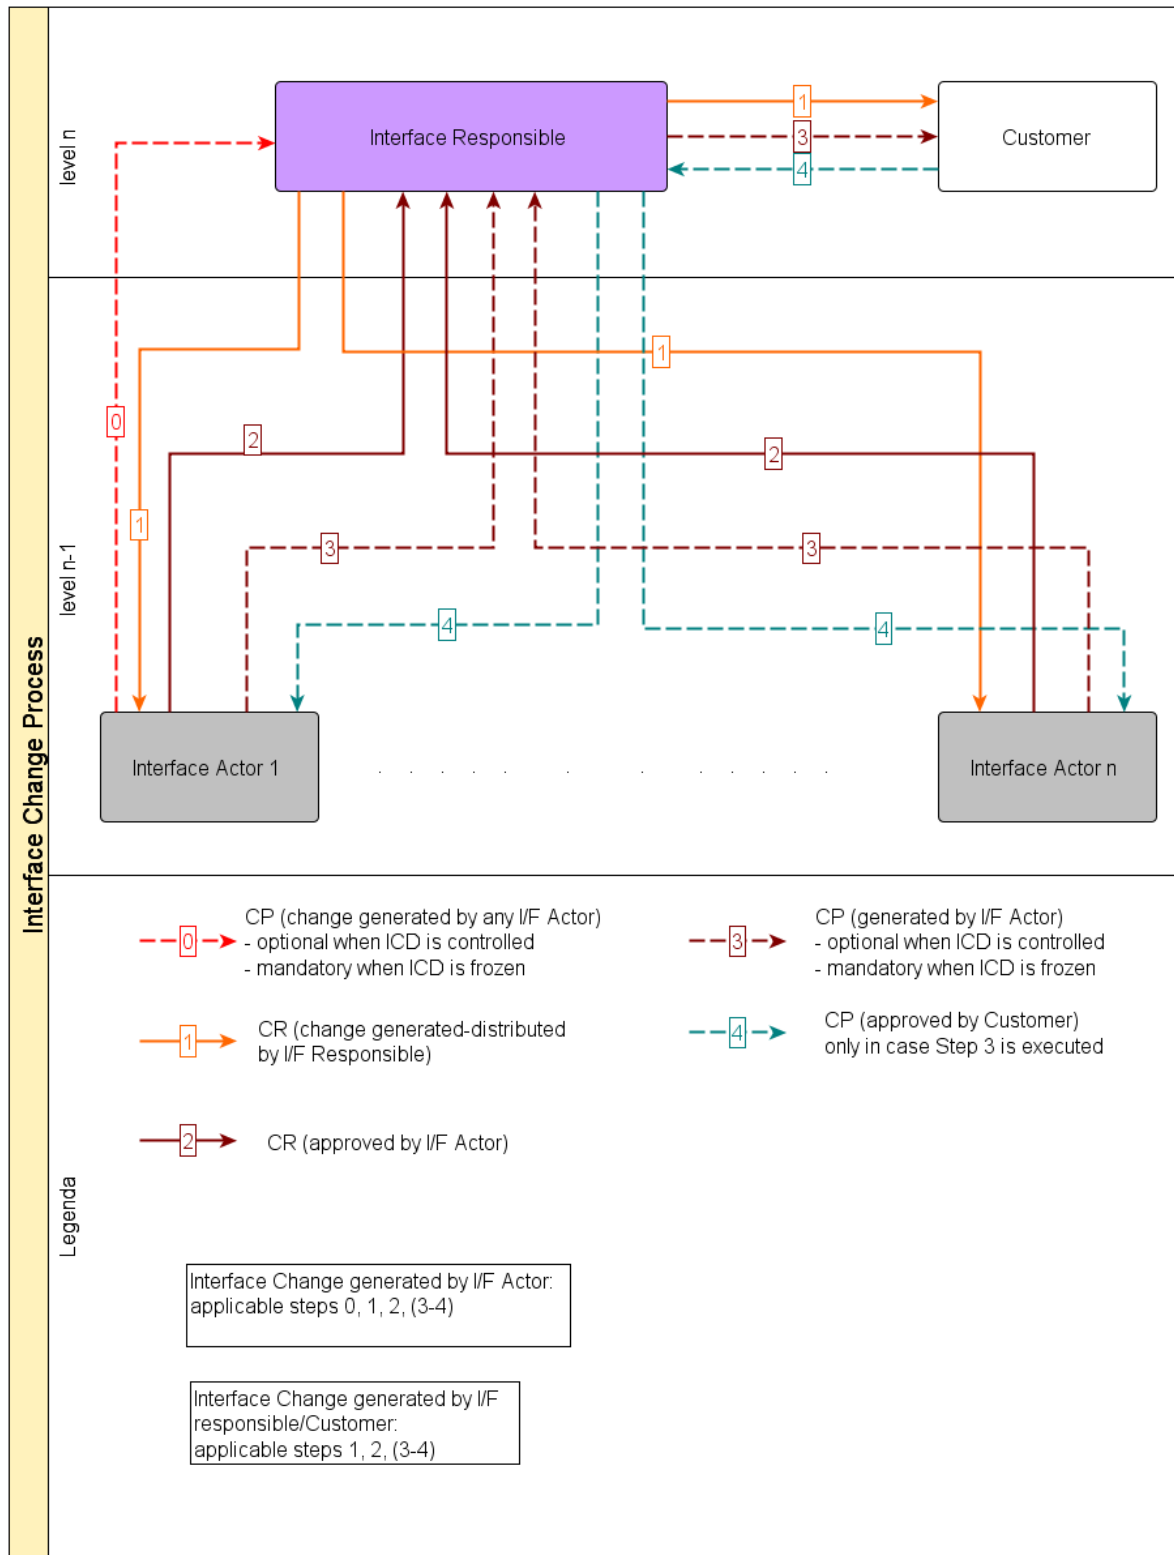 Interface Change Process
level n
Interface Responsible
1
3
4
Customer
level n-1
0
1
1
2
2
3
3
4
4
Interface Actor 1
Interface Actor n
Legenda
0
CP (change generated by any I/F Actor)
- optional when ICD is controlled
- mandatory when ICD is frozen
3
CP (generated by I/F Actor)
- optional when ICD is controlled
- mandatory when ICD is frozen
1
CR (change generated-distributed
by I/F Responsible)
4
CP (approved by Customer)
only in case Step 3 is executed
2
CR (approved by I/F Actor)
Interface Change generated by I/F Actor:
applicable steps 0, 1, 2, (3-4)
Interface Change generated by I/F
responsible/Customer:
applicable steps 1, 2, (3-4)